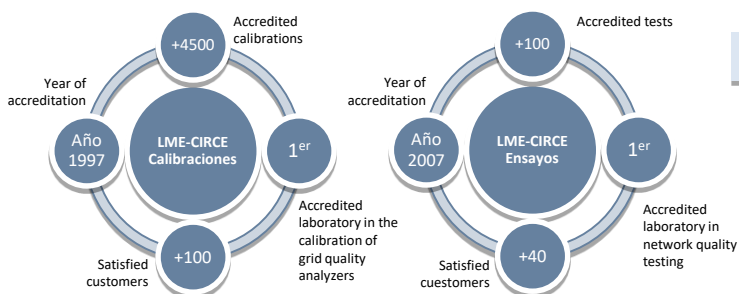 Accredited
calibrations
+4500
Year of
accreditation
Año
1997
LME-CIRCE
Calibraciones
1er
Accredited
laboratory in the
calibration of
grid quality
analyzers
+100
Satisfied
customers
Accredited tests
+100
Year of
accreditation
Año
2007
LME-CIRCE
Ensayos
1er
Accredited
laboratory in
network quality
testing
+40
Satisfied
cuestomers